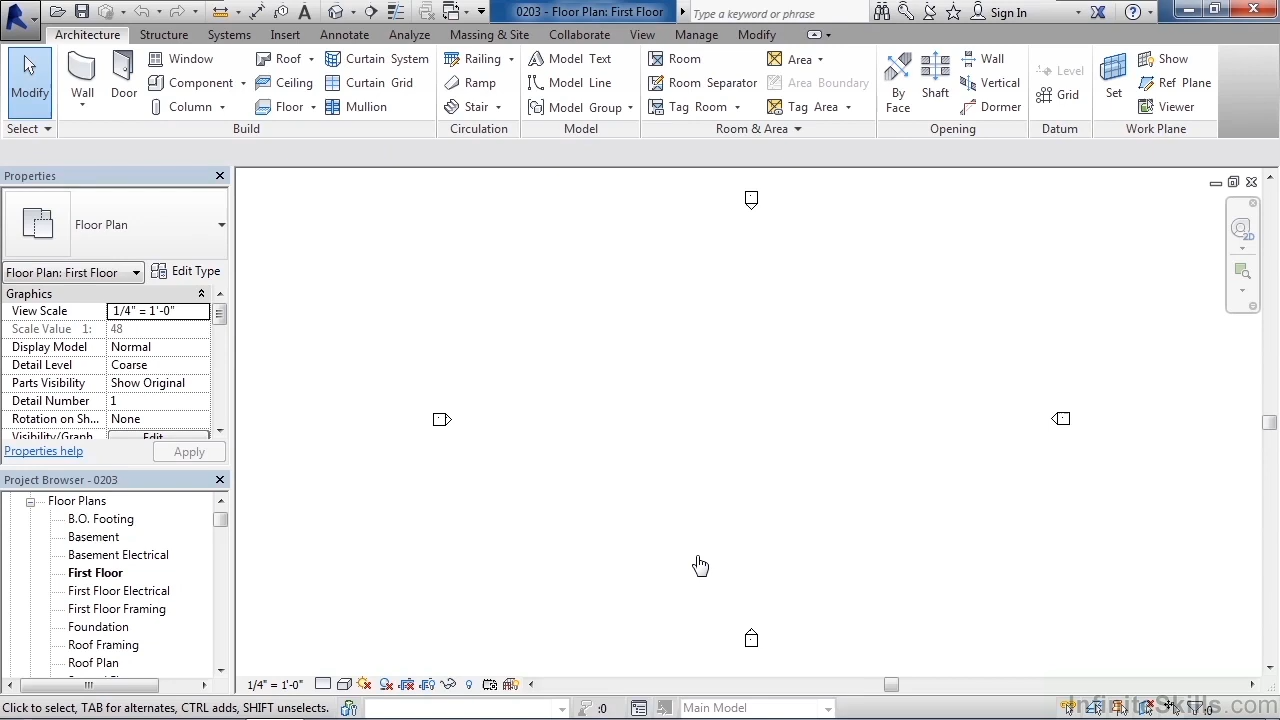 0203 - Floor Plan: First Floor
Type a keyword or phrase
Sign In
Architecture Structure Systems Insert Annotate Analyze Massing & Site Collaborate View Manage Modify
Modify
Wall
Door
Window
Component
Column
Roof
Ceiling
Floor
Curtain System
Curtain Grid
Mullion
Railing
Ramp
Stair
Model Text
Model Line
Model Group
Room
Room Separator
Tag Room
Area
Area Boundary
Tag Area
By Face
Shaft
Wall
Vertical
Dormer
Level
Grid
Set
Show
Ref Plane
Viewer
Select Build Circulation Model Room & Area Opening Datum Work Plane
Properties
Floor Plan
Floor Plan: First Floor Edit Type
Graphics
View Scale 1/4" = 1'-0"
Scale Value 1: 48
Display Model Normal
Detail Level Coarse
Parts Visibility Show Original
Detail Number 1
Rotation on Sh... None
Visibility/Graph Edit
Properties help Apply
Project Browser - 0203
Floor Plans
B.O. Footing
Basement
Basement Electrical
First Floor
First Floor Electrical
First Floor Framing
Foundation
Roof Framing
Roof Plan
2D
1/4" = 1'-0"
Click to select, TAB for alternates, CTRL adds, SHIFT unselects.
:0
Main Model
InfiniteSkills.com